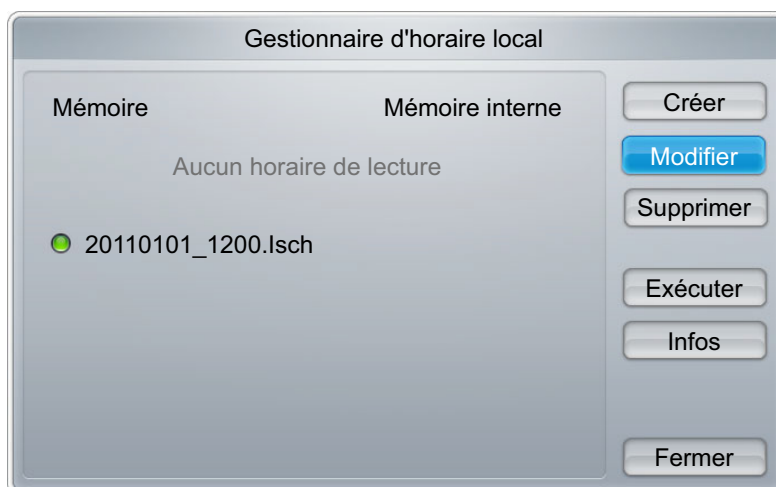 Gestionnaire d'horaire local
Mémoire Mémoire interne
Aucun horaire de lecture
20110101_1200.lsch
Créer
Modifier
Supprimer
Exécuter
Infos
Fermer